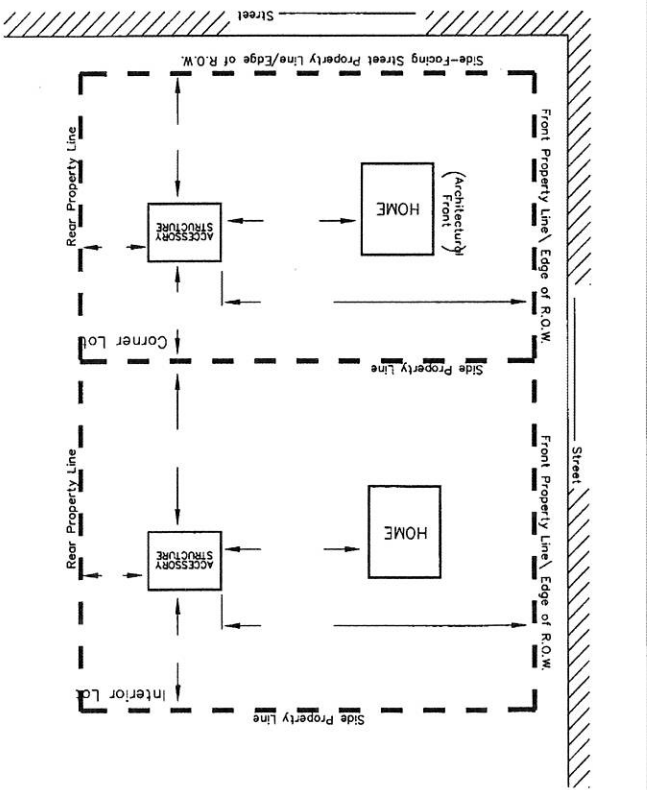 Street
Side-Facing Street Property Line/Edge of R.O.W.
Front Property Line\ Edge of R.O.W.
Rear Property Line
HOME
(Architectural
Front)
ACCESSORY
STRUCTURE
Corner Lot
Side Property Line
Street
Front Property Line\ Edge of R.O.W.
Rear Property Line
HOME
ACCESSORY
STRUCTURE
Interior Lot
Side Property Line